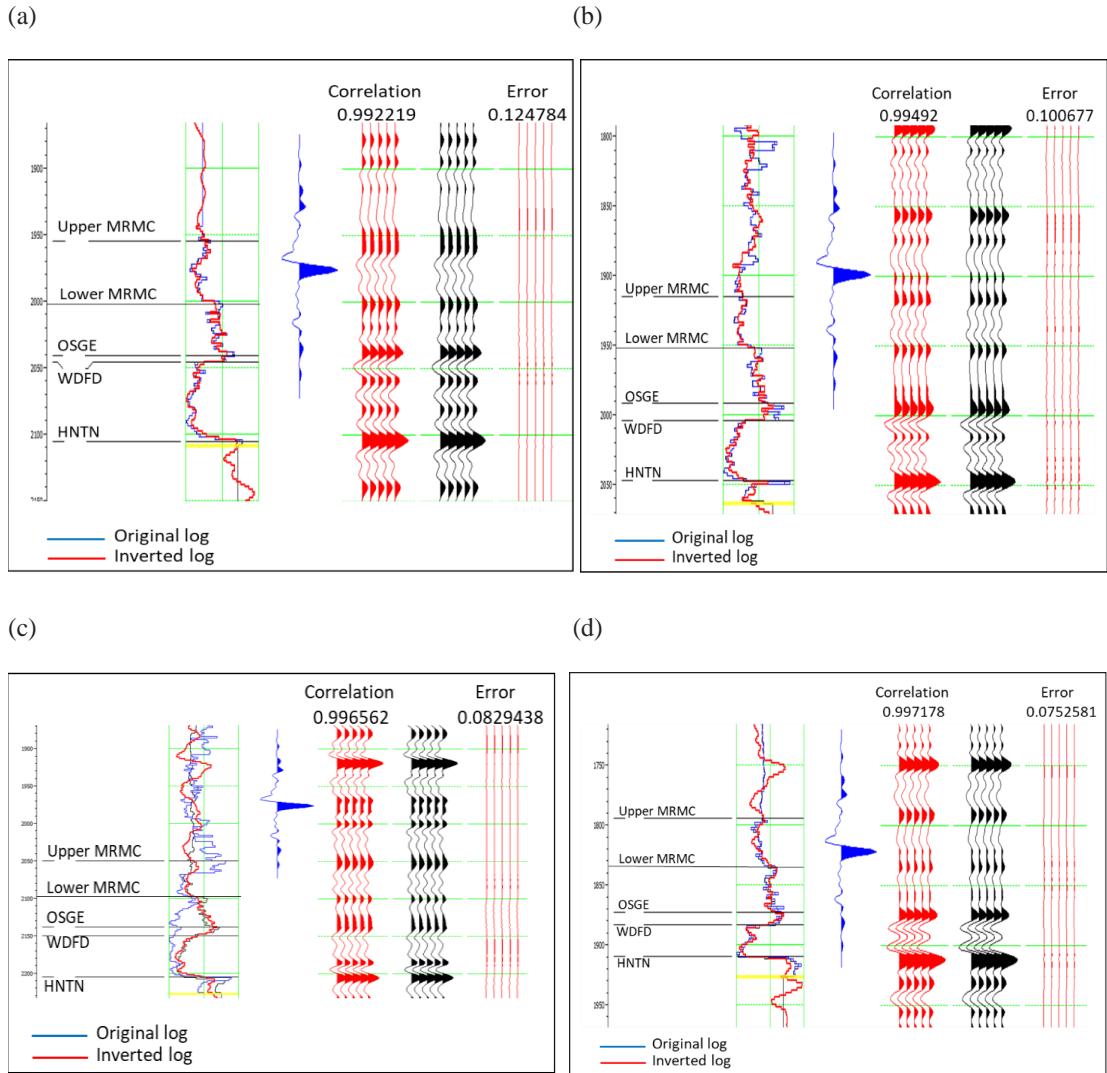 (a)
(b)
Correlation Error
0.992219 0.124784
1900
Upper MRMC
1950
Lower MRMC
2000
OSGE
2050
WDFD
HNTN
2100
Original log
Inverted log
Correlation Error
0.99492 0.100677
1800
1850
1900
Upper MRMC
Lower MRMC
1950
OSGE
2000
WDFD
HNTN
2050
Original log
Inverted log
(c)
(d)
Correlation Error
0.996562 0.0829438
1900
1950
2000
Upper MRMC
2050
Lower MRMC
2100
OSGE
WDFD
2150
HNTN
2200
Original log
Inverted log
Correlation Error
0.997178 0.0752581
1750
Upper MRMC
1800
Lower MRMC
1850
OSGE
WDFD
1900
HNTN
1950
Original log
Inverted log